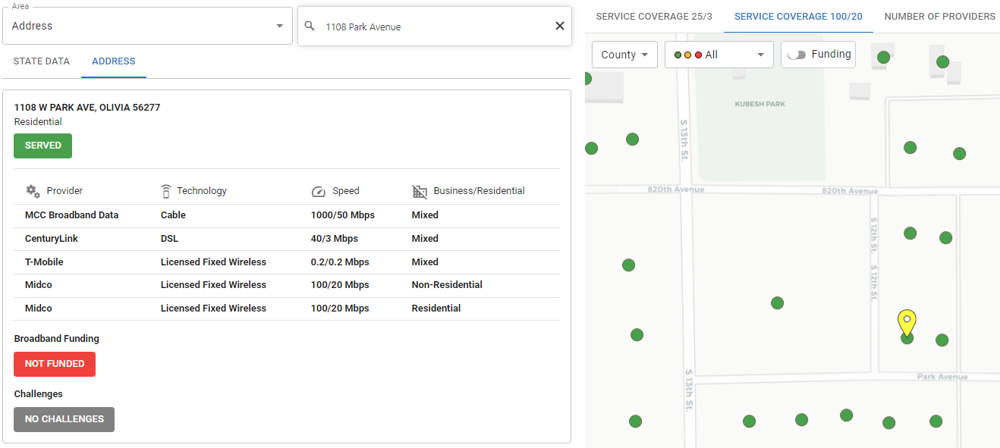 Area
Address
1108 Park Avenue
STATE DATA
ADDRESS
1108 W PARK AVE, OLIVIA 56277
Residential
SERVED
Provider Technology Speed Business/Residential
MCC Broadband Data Cable 1000/50 Mbps Mixed
CenturyLink DSL 40/3 Mbps Mixed
T-Mobile Licensed Fixed Wireless 0.2/0.2 Mbps Mixed
Midco Licensed Fixed Wireless 100/20 Mbps Non-Residential
Midco Licensed Fixed Wireless 100/20 Mbps Residential
Broadband Funding
NOT FUNDED
Challenges
NO CHALLENGES
SERVICE COVERAGE 25/3
SERVICE COVERAGE 100/20
NUMBER OF PROVIDERS
County
All
Funding
KUBESH PARK
S 13th St.
820th Avenue
820th Avenue
S 12th St.
S 12th St.
Park Avenue
S 13th St.